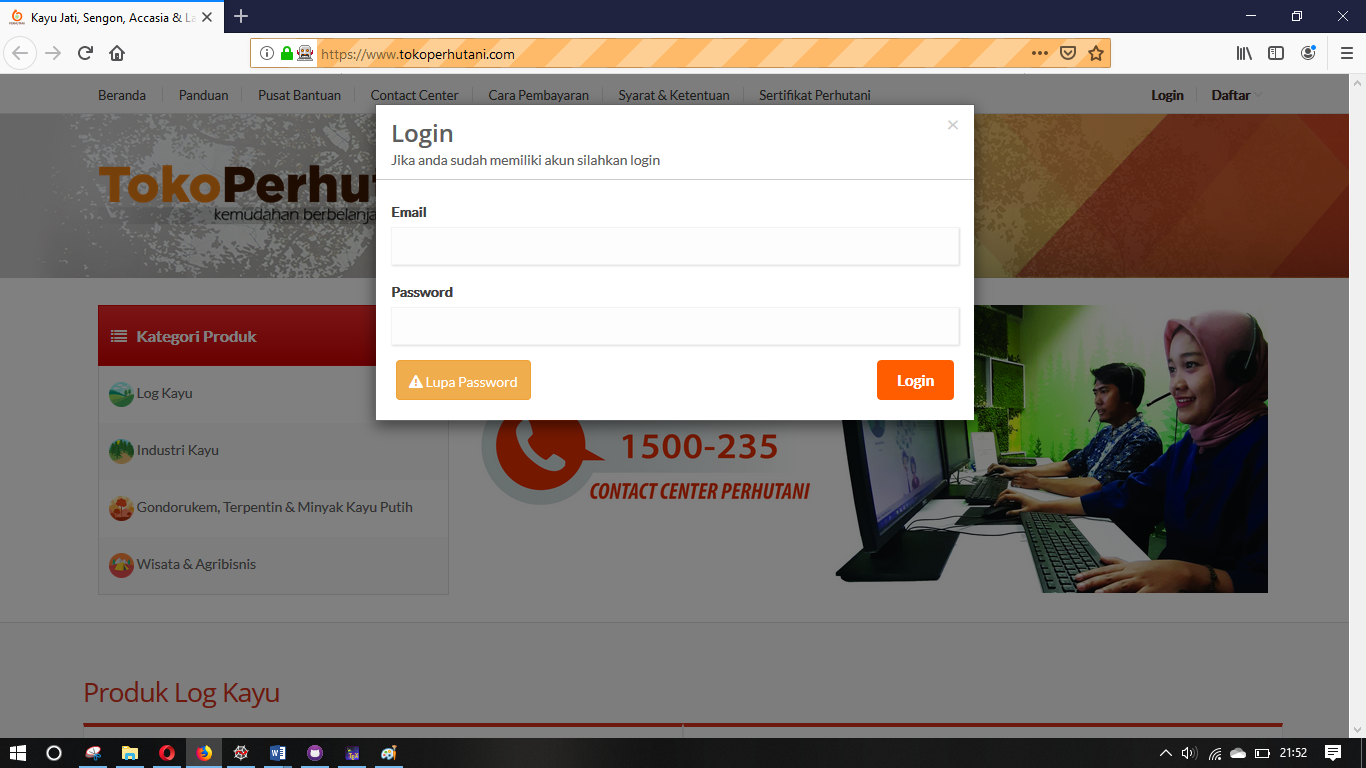 Kayu Jati, Sengon, Accasia & La
https://www.tokoperhutani.com
Beranda Panduan Pusat Bantuan Contact Center Cara Pembayaran Syarat & Ketentuan Sertifikat Perhutani Login Daftar
TokoPerhut
kemudahan berbelanja
Login
×
Jika anda sudah memiliki akun silahkan login
Email
Password
Lupa Password
Login
Kategori Produk
Log Kayu
Industri Kayu
Gondorukem, Terpentin & Minyak Kayu Putih
Wisata & Agribisnis
1500-235
CONTACT CENTER PERHUTANI
Produk Log Kayu
21:52